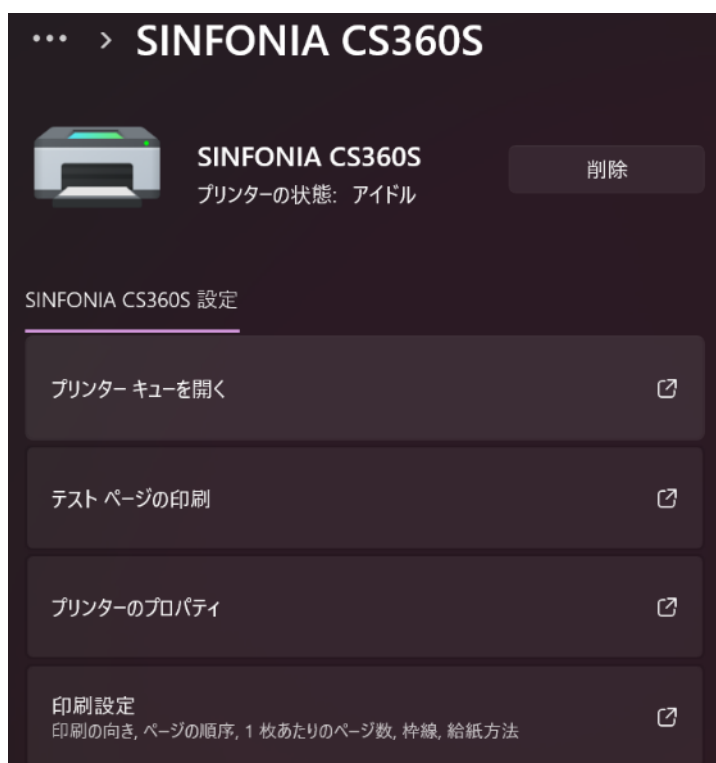 … > SINFONIA CS360S
SINFONIA CS360S
削除
プリンターの状態: アイドル
SINFONIA CS360S 設定
プリンター キューを開く
テスト ページの印刷
プリンターのプロパティ
印刷設定
印刷の向き, ページの順序, 1 枚あたりのページ数, 枠線, 給紙方法